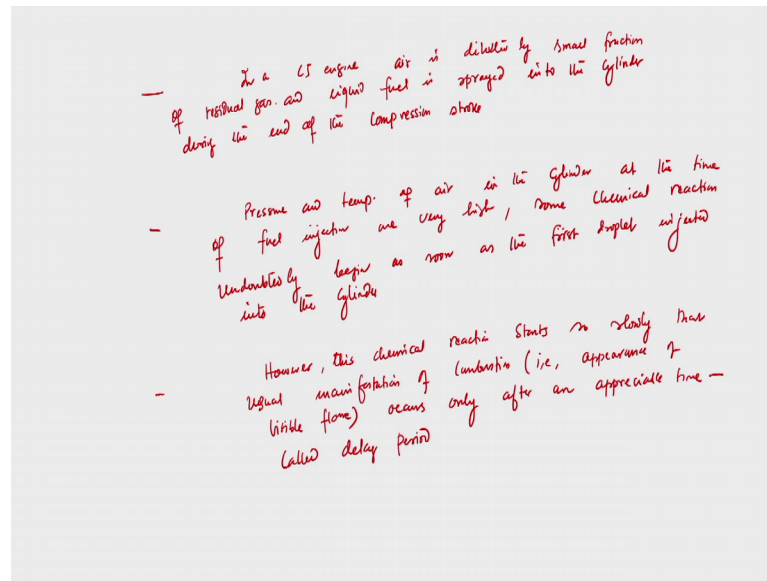 — In a CI engine air is diluted by small fraction
of residual gas. and liquid fuel is sprayed into the cylinder
during the end of the compression stroke
— Pressure and temp. of air in the cylinder at the time
of fuel injection are very high, some chemical reaction
undoubtedly begin as soon as the first droplet injected
into the cylinder
— However, this chemical reaction starts so slowly that
usual manifestation of combustion (i.e, appearance of
visible flame) occurs only after an appreciable time —
called delay period